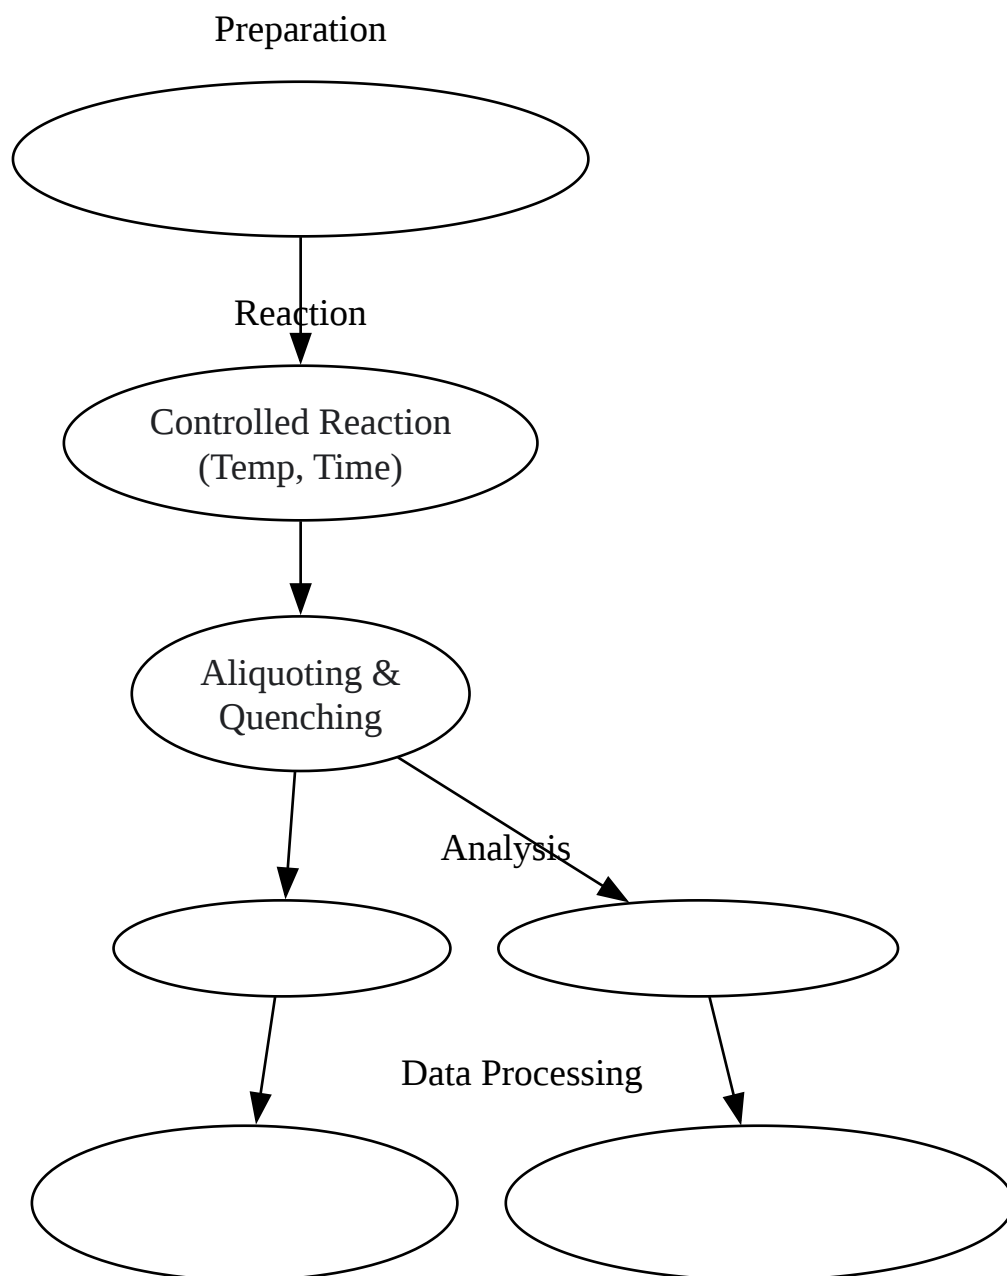 Preparation
Reaction
Controlled Reaction
(Temp, Time)
Aliquoting &
Quenching
Analysis
Data Processing